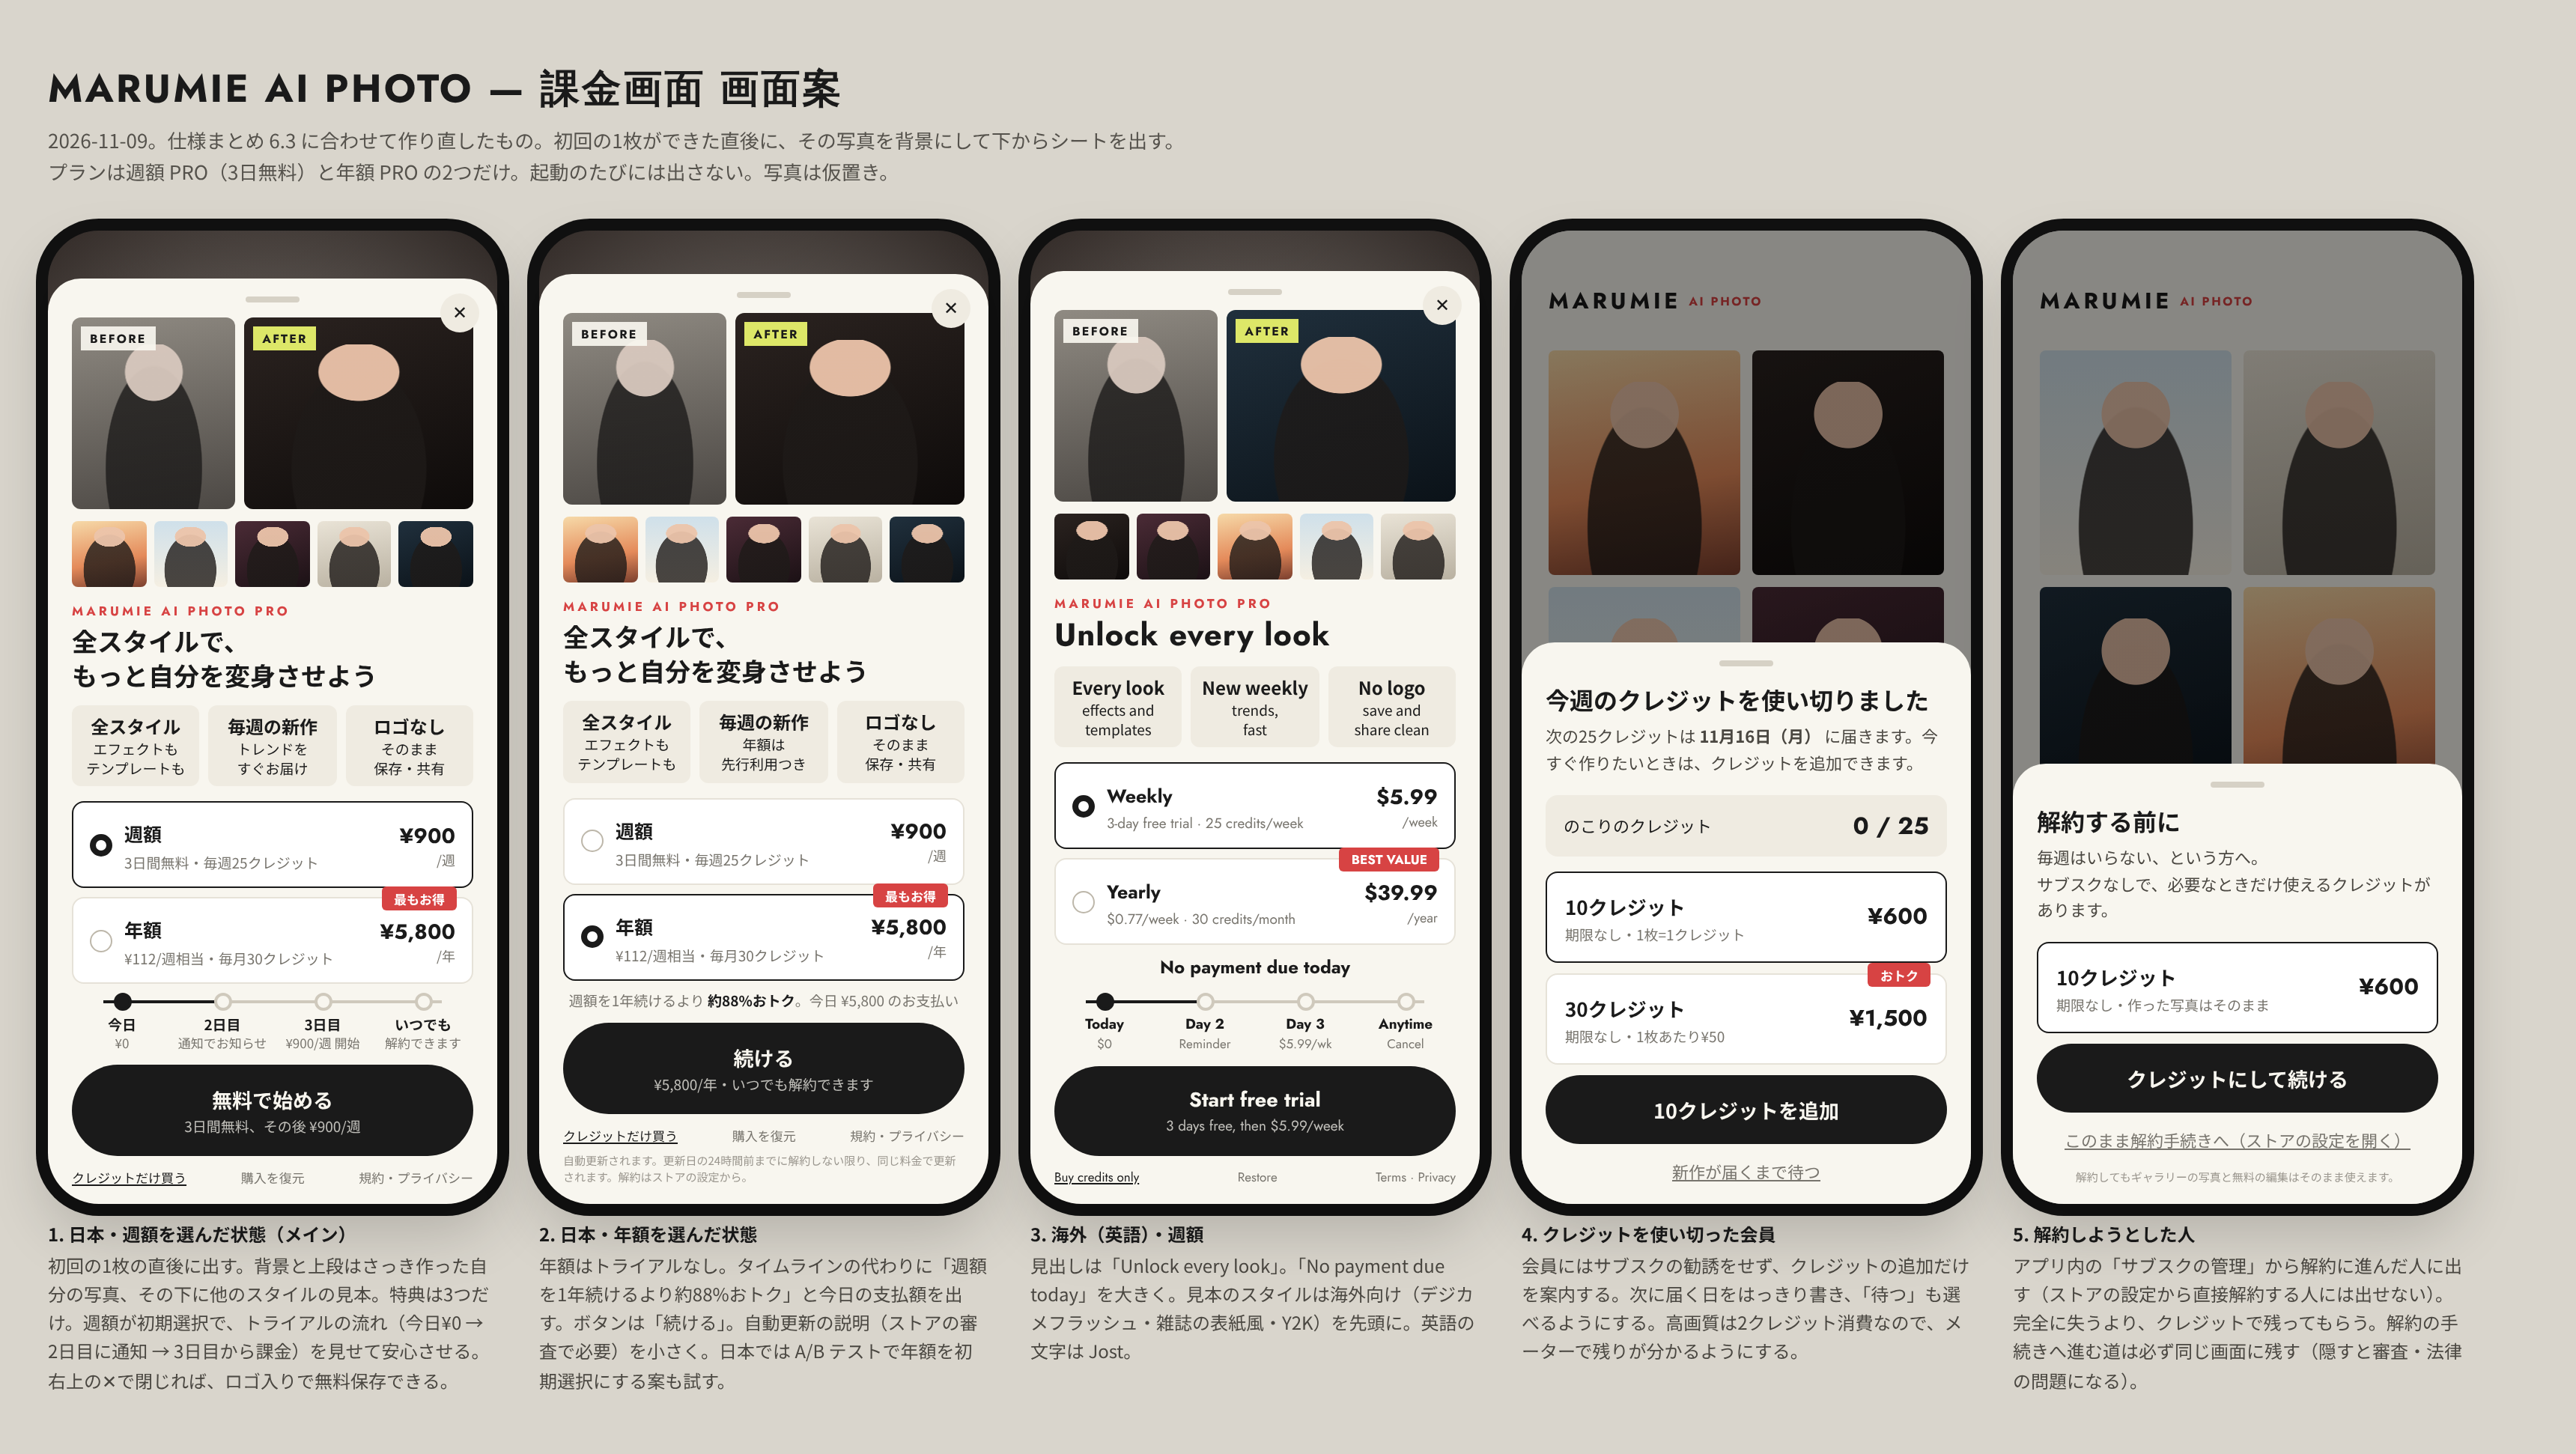 MARUMIE AI PHOTO — 課金画面 画面案
2026-11-09。仕様まとめ 6.3 に合わせて作り直したもの。初回の1枚ができた直後に、その写真を背景にして下からシートを出す。
プランは週額 PRO（3日無料）と年額 PRO の2つだけ。起動のたびには出さない。写真は仮置き。
✕
BEFORE
AFTER
MARUMIE AI PHOTO PRO
全スタイルで、
もっと自分を変身させよう
全スタイル
エフェクトも
テンプレートも
毎週の新作
トレンドを
すぐお届け
ロゴなし
そのまま
保存・共有
週額
3日間無料・毎週25クレジット
¥900
/週
最もお得
年額
¥112/週相当・毎月30クレジット
¥5,800
/年
今日
¥0
2日目
通知でお知らせ
3日目
¥900/週 開始
いつでも
解約できます
無料で始める
3日間無料、その後 ¥900/週
クレジットだけ買う
購入を復元
規約・プライバシー
1. 日本・週額を選んだ状態（メイン）
初回の1枚の直後に出す。背景と上段はさっき作った自
分の写真、その下に他のスタイルの見本。特典は3つだ
け。週額が初期選択で、トライアルの流れ（今日¥0 →
2日目に通知 → 3日目から課金）を見せて安心させる。
右上の✕で閉じれば、ロゴ入りで無料保存できる。
✕
BEFORE
AFTER
MARUMIE AI PHOTO PRO
全スタイルで、
もっと自分を変身させよう
全スタイル
エフェクトも
テンプレートも
毎週の新作
年額は
先行利用つき
ロゴなし
そのまま
保存・共有
週額
3日間無料・毎週25クレジット
¥900
/週
最もお得
年額
¥112/週相当・毎月30クレジット
¥5,800
/年
週額を1年続けるより 約88%おトク。今日 ¥5,800 のお支払い
続ける
¥5,800/年・いつでも解約できます
クレジットだけ買う
購入を復元
規約・プライバシー
自動更新されます。更新日の24時間前までに解約しない限り、同じ料金で更新
されます。解約はストアの設定から。
2. 日本・年額を選んだ状態
年額はトライアルなし。タイムラインの代わりに「週額
を1年続けるより約88%おトク」と今日の支払額を出
す。ボタンは「続ける」。自動更新の説明（ストアの審
査で必要）を小さく。日本では A/B テストで年額を初
期選択にする案も試す。
✕
BEFORE
AFTER
MARUMIE AI PHOTO PRO
Unlock every look
Every look
effects and
templates
New weekly
trends,
fast
No logo
save and
share clean
Weekly
3-day free trial · 25 credits/week
$5.99
/week
BEST VALUE
Yearly
$0.77/week · 30 credits/month
$39.99
/year
No payment due today
Today
$0
Day 2
Reminder
Day 3
$5.99/wk
Anytime
Cancel
Start free trial
3 days free, then $5.99/week
Buy credits only
Restore
Terms · Privacy
3. 海外（英語）・週額
見出しは「Unlock every look」。「No payment due
today」を大きく。見本のスタイルは海外向け（デジカ
メフラッシュ・雑誌の表紙風・Y2K）を先頭に。英語の
文字は Jost。
MARUMIE AI PHOTO
今週のクレジットを使い切りました
次の25クレジットは 11月16日（月） に届きます。今
すぐ作りたいときは、クレジットを追加できます。
のこりのクレジット
0 / 25
10クレジット
期限なし・1枚=1クレジット
¥600
おトク
30クレジット
期限なし・1枚あたり¥50
¥1,500
10クレジットを追加
新作が届くまで待つ
4. クレジットを使い切った会員
会員にはサブスクの勧誘をせず、クレジットの追加だけ
を案内する。次に届く日をはっきり書き、「待つ」も選
べるようにする。高画質は2クレジット消費なので、メ
ーターで残りが分かるようにする。
MARUMIE AI PHOTO
解約する前に
毎週はいらない、という方へ。
サブスクなしで、必要なときだけ使えるクレジットが
あります。
10クレジット
期限なし・作った写真はそのまま
¥600
クレジットにして続ける
このまま解約手続きへ（ストアの設定を開く）
解約してもギャラリーの写真と無料の編集はそのまま使えます。
5. 解約しようとした人
アプリ内の「サブスクの管理」から解約に進んだ人に出
す（ストアの設定から直接解約する人には出せない）。
完全に失うより、クレジットで残ってもらう。解約の手
続きへ進む道は必ず同じ画面に残す（隠すと審査・法律
の問題になる）。